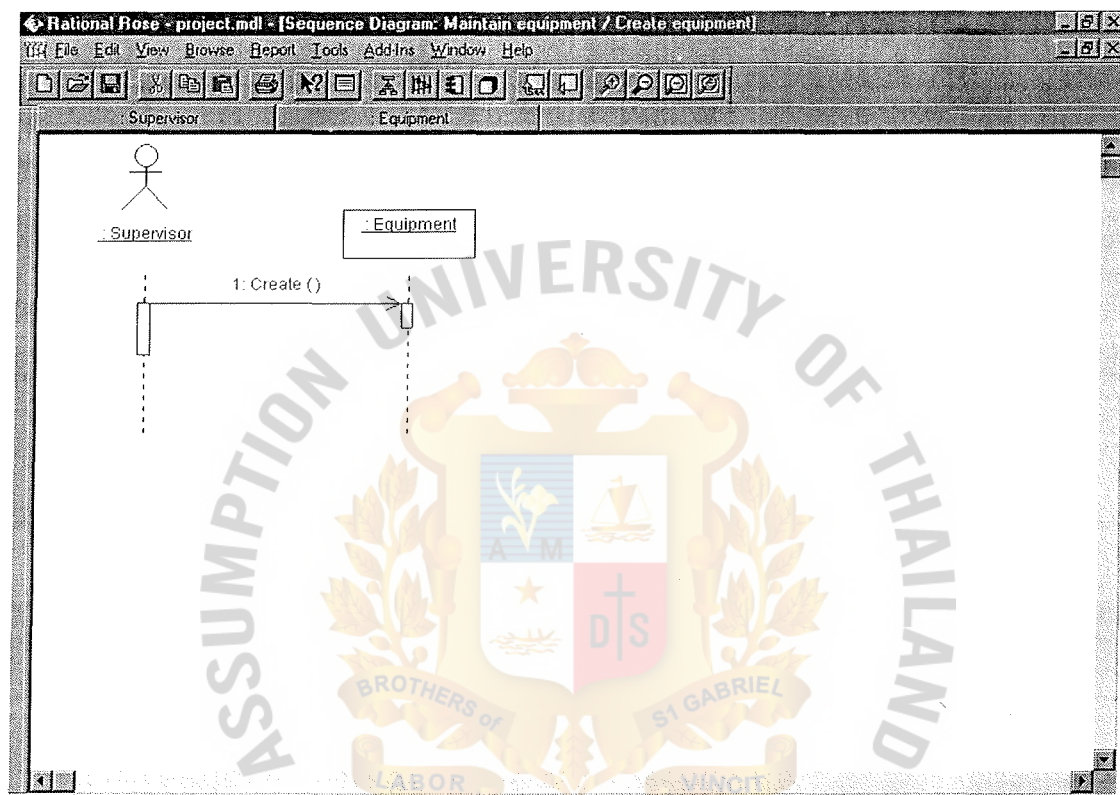 Rational Rose - project.mdl - [Sequence Diagram: Maintain equipment / Create equipment]
File Edit View Browse Report Tools Add-Ins Window Help
: Supervisor : Equipment
: Supervisor
: Equipment
1: Create ( )
ASSUMPTION UNIVERSITY OF THAILAND
A M
D S
BROTHERS of
S1 GABRIEL
LABOR
VINCIT